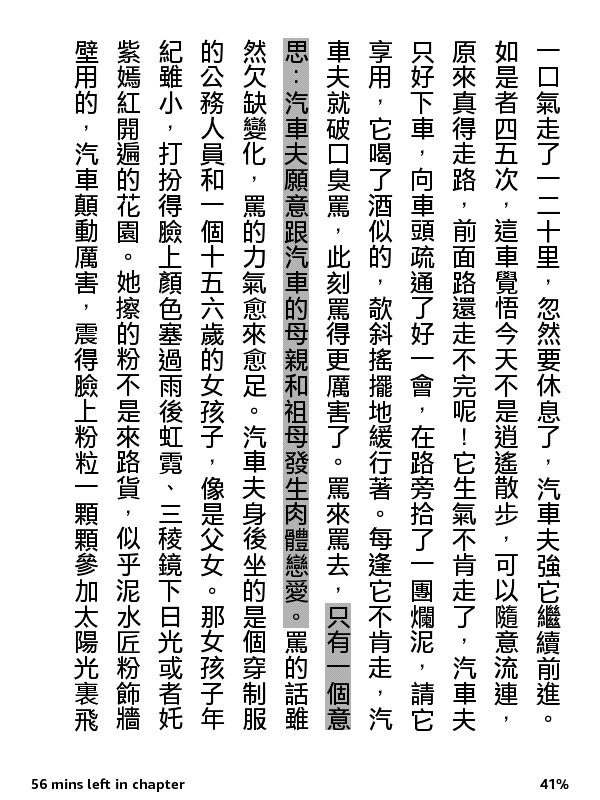 一口氣走了一二十里，忽然要休息了，汽車夫強它繼續前進。
如是者四五次，這車覺悟今天不是逍遙散步，可以隨意流連，
原來真得走路，前面路還走不完呢！它生氣不肯走了，汽車夫
只好下車，向車頭疏通了好一會，在路旁拾了一團爛泥，請它
享用，它喝了酒似的，欹斜搖擺地緩行著。每逢它不肯走，汽
車夫就破口臭罵，此刻罵得更厲害了。罵來罵去，只有一個意
思：汽車夫願意跟汽車的母親和祖母發生肉體戀愛。罵的話雖
然欠缺變化，罵的力氣愈來愈足。汽車夫身後坐的是個穿制服
的公務人員和一個十五六歲的女孩子，像是父女。那女孩子年
紀雖小，打扮得臉上顏色塞過雨後虹霓、三稜鏡下日光或者奼
紫嫣紅開遍的花園。她擦的粉不是來路貨，似乎泥水匠粉飾牆
壁用的，汽車顛動厲害，震得臉上粉粒一顆顆參加太陽光裏飛
56 mins left in chapter 41%